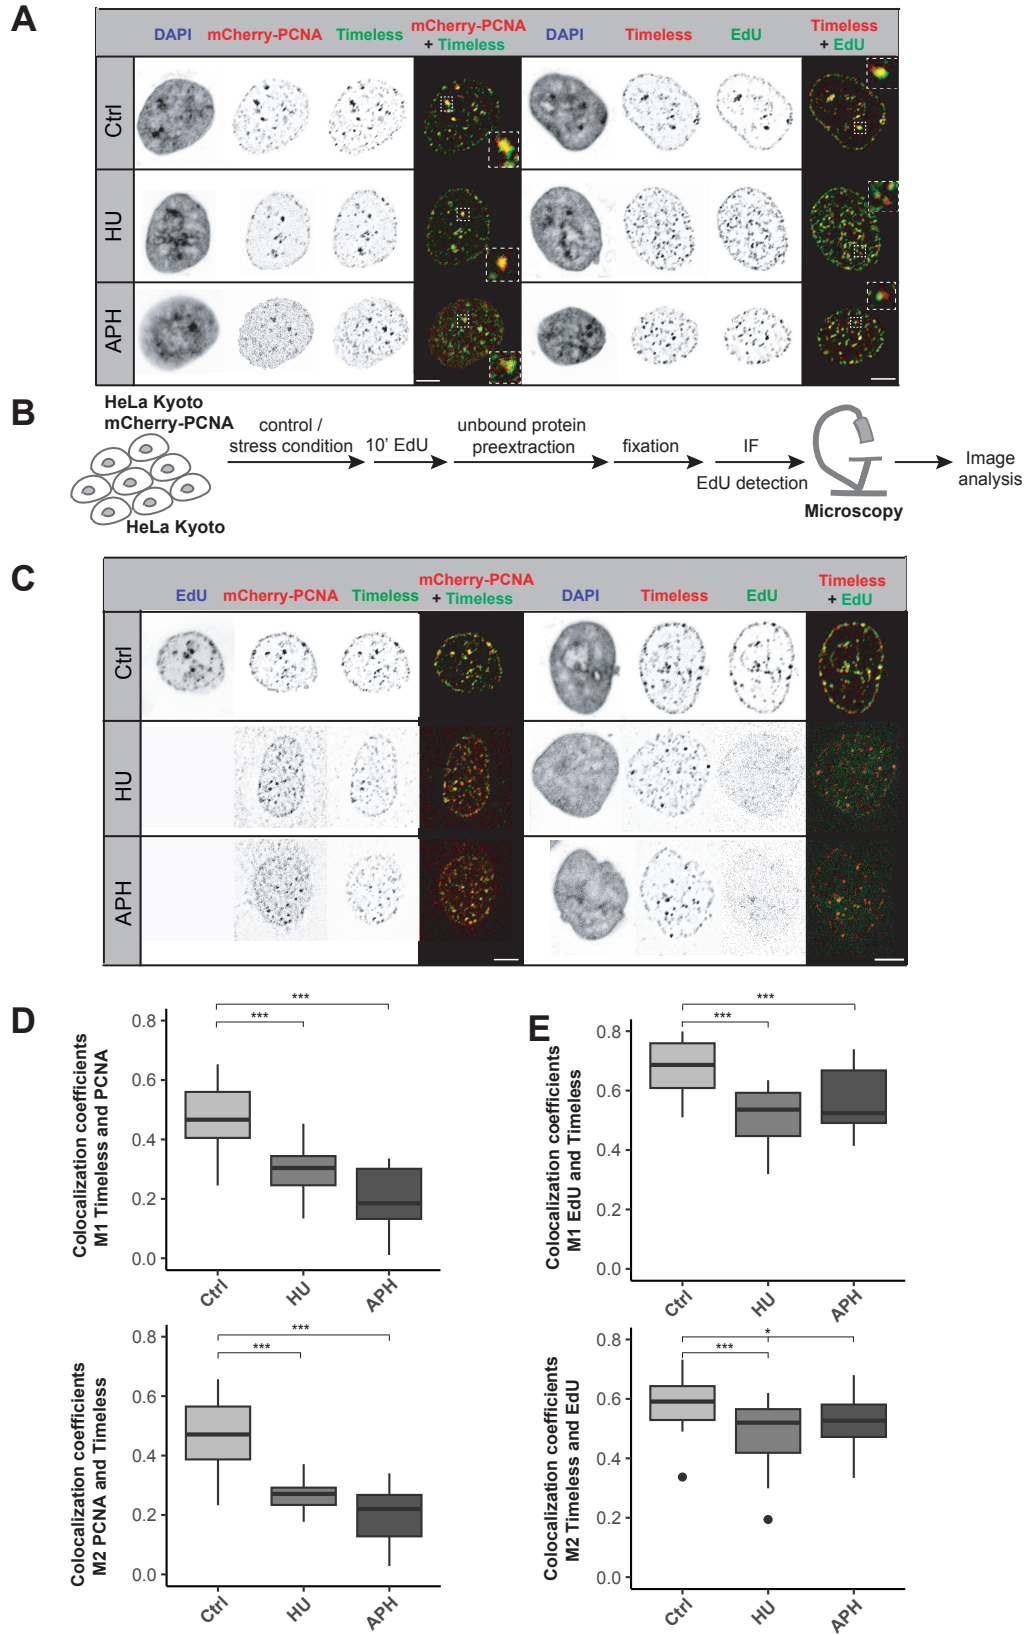 A
DAPI mCherry-PCNA Timeless mCherry-PCNA + Timeless DAPI Timeless EdU Timeless + EdU
Ctrl
HU
APH
B
HeLa Kyoto
mCherry-PCNA
control /
stress condition
10' EdU
unbound protein
preextraction
fixation
IF
EdU detection
Microscopy
Image
analysis
HeLa Kyoto
C
EdU mCherry-PCNA Timeless mCherry-PCNA + Timeless DAPI Timeless EdU Timeless + EdU
Ctrl
HU
APH
D
Colocalization coefficients
M1 Timeless and PCNA
0.8
0.6
0.4
0.2
0.0
***
***
Ctrl
HU
APH
Colocalization coefficients
M2 PCNA and Timeless
0.8
0.6
0.4
0.2
0.0
***
***
Ctrl
HU
APH
E
Colocalization coefficients
M1 EdU and Timeless
0.8
0.6
0.4
0.2
0.0
***
***
Ctrl
HU
APH
Colocalization coefficients
M2 Timeless and EdU
0.8
0.6
0.4
0.2
0.0
*
***
Ctrl
HU
APH